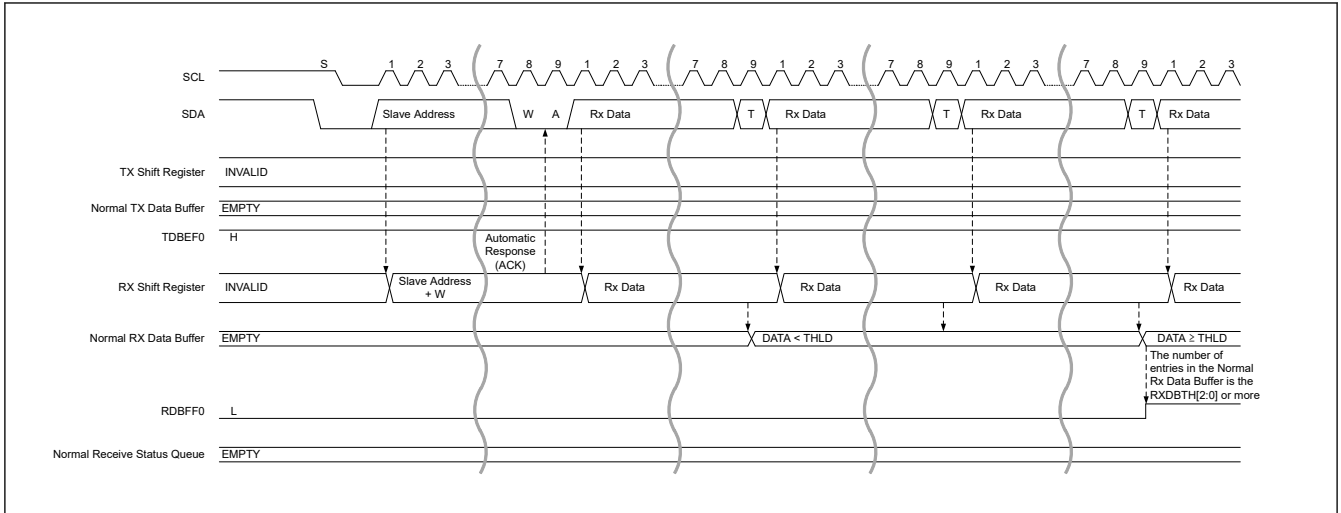 S 1 2 3 7 8 9 1 2 3 7 8 9 1 2 3 7 8 9 1 2 3 7 8 9 1 2 3
SCL
SDA Slave Address W A Rx Data T Rx Data T Rx Data T Rx Data
TX Shift Register INVALID
Normal TX Data Buffer EMPTY
TDBEF0 H
Automatic
Response
(ACK)
RX Shift Register INVALID
Slave Address
+ W
Rx Data Rx Data Rx Data Rx Data
Normal RX Data Buffer EMPTY DATA < THLD DATA ≥ THLD
The number of
entries in the Normal
Rx Data Buffer is the
RXDBTH[2:0] or more
RDBFF0 L
Normal Receive Status Queue EMPTY